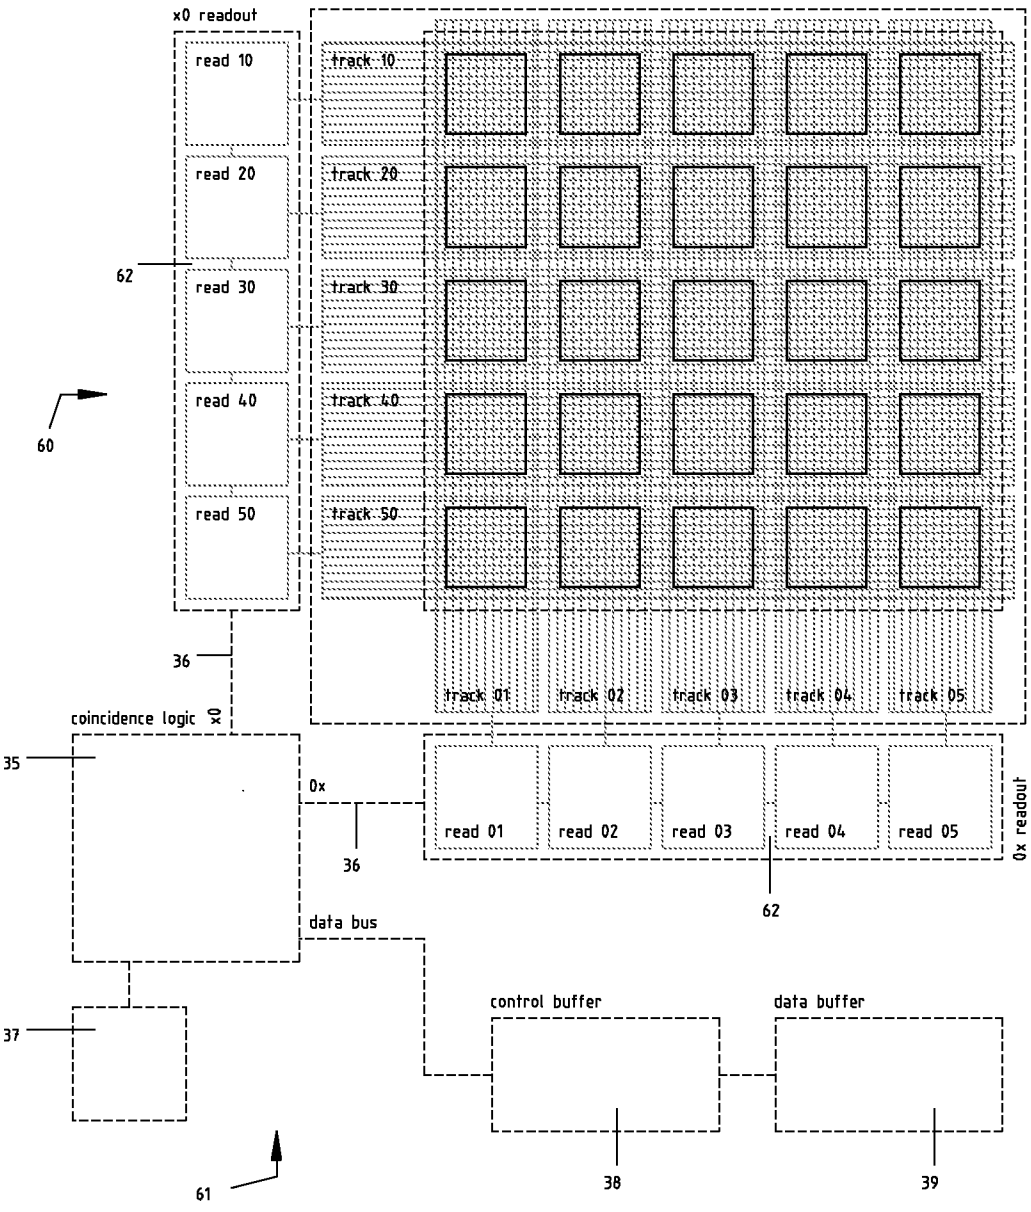 x0 readout
read 10
track 10
read 20
track 20
62
read 30
track 30
read 40
track 40
60
read 50
track 50
36
track 01 track 02 track 03 track 04 track 05
coincidence logic x0
35
0x
36
read 01 read 02 read 03 read 04 read 05
0x readout
62
data bus
control buffer
data buffer
37
38
39
61